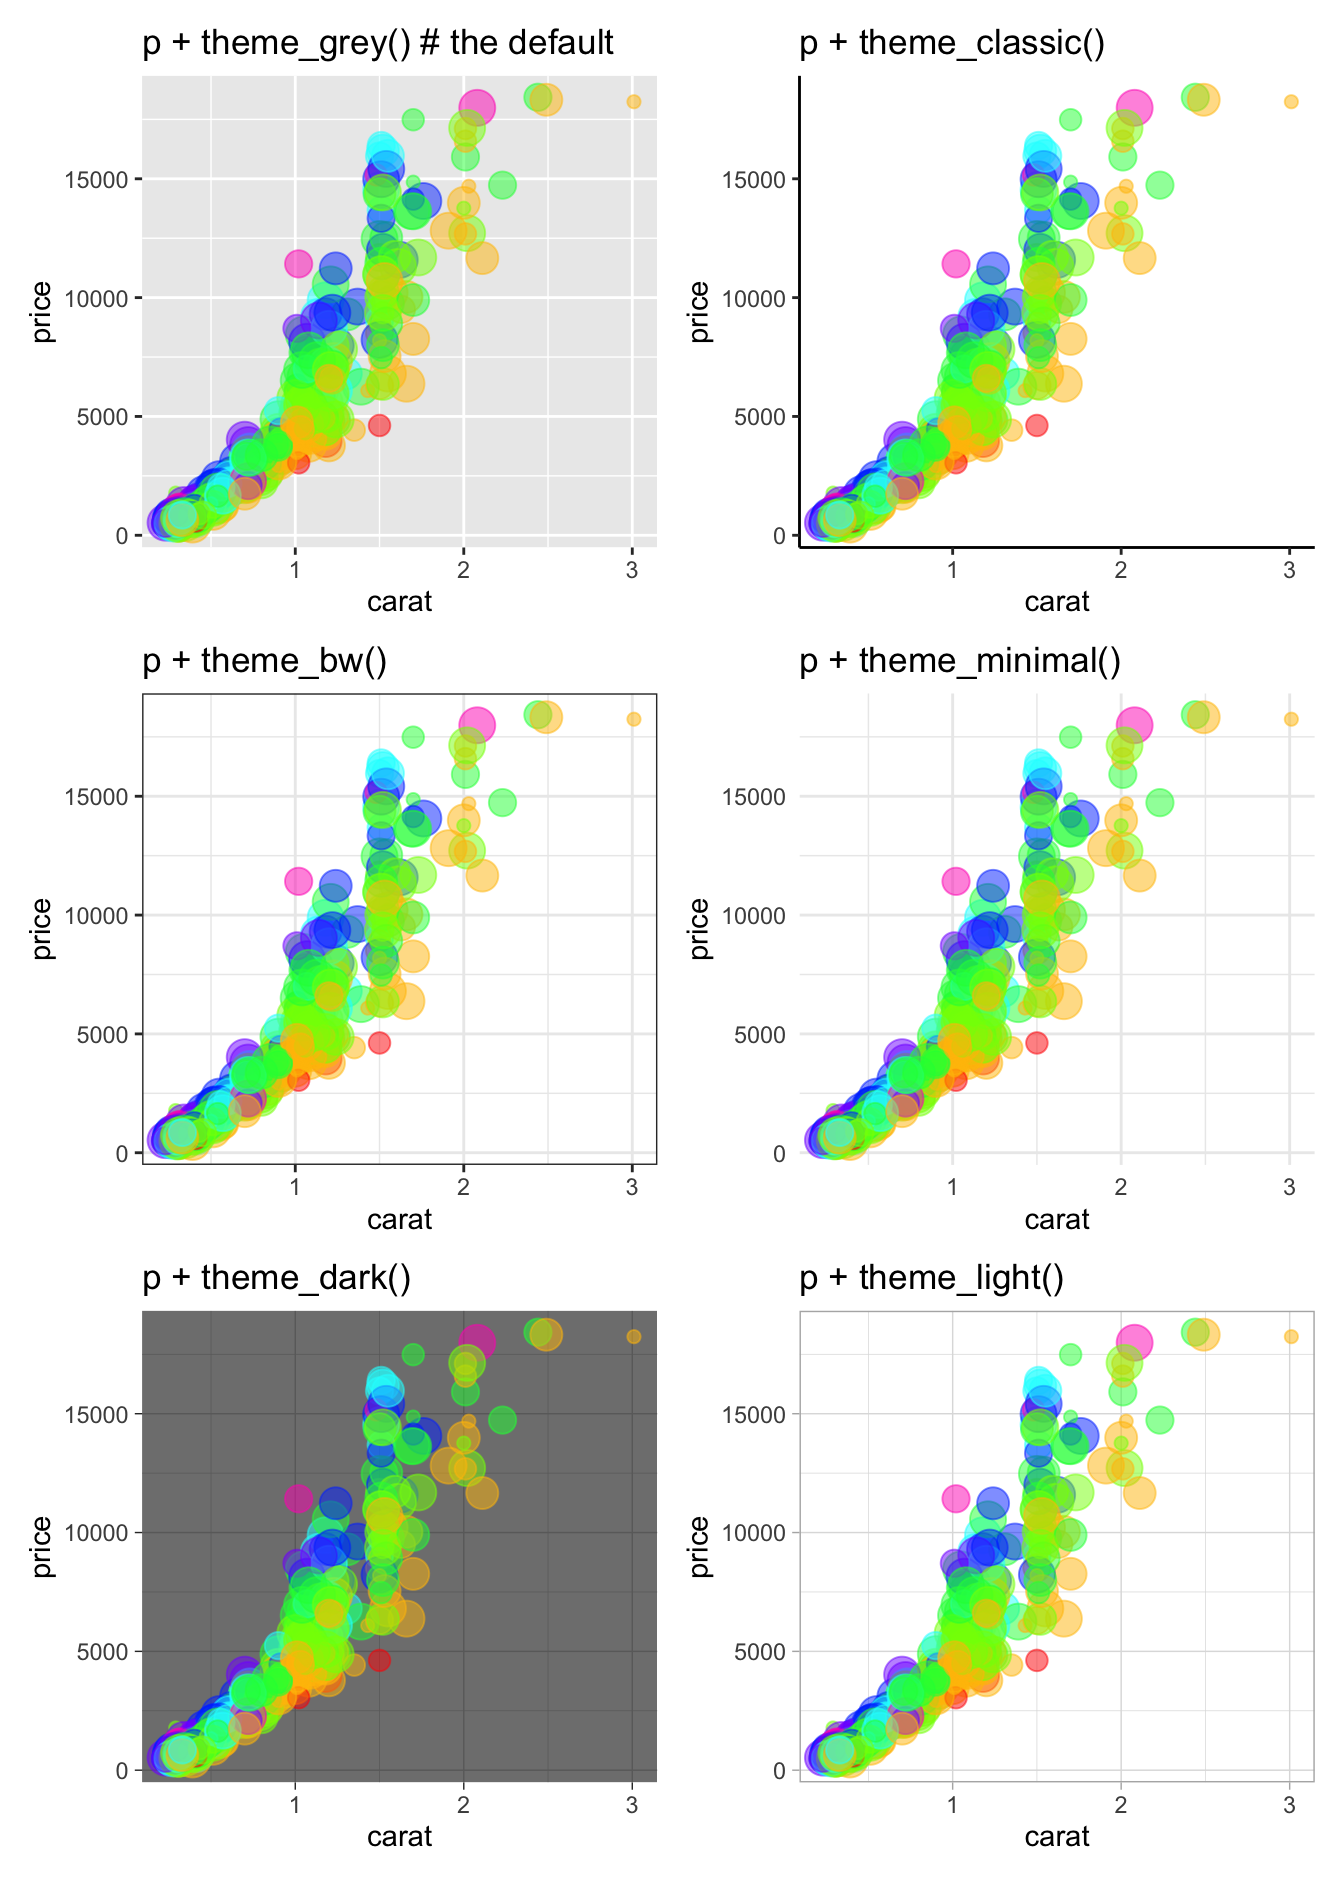 p + theme_grey() # the default
price
15000
10000
5000
0
1 2 3
carat
p + theme_classic()
price
15000
10000
5000
0
1 2 3
carat
p + theme_bw()
price
15000
10000
5000
0
1 2 3
carat
p + theme_minimal()
price
15000
10000
5000
0
1 2 3
carat
p + theme_dark()
price
15000
10000
5000
0
1 2 3
carat
p + theme_light()
price
15000
10000
5000
0
1 2 3
carat